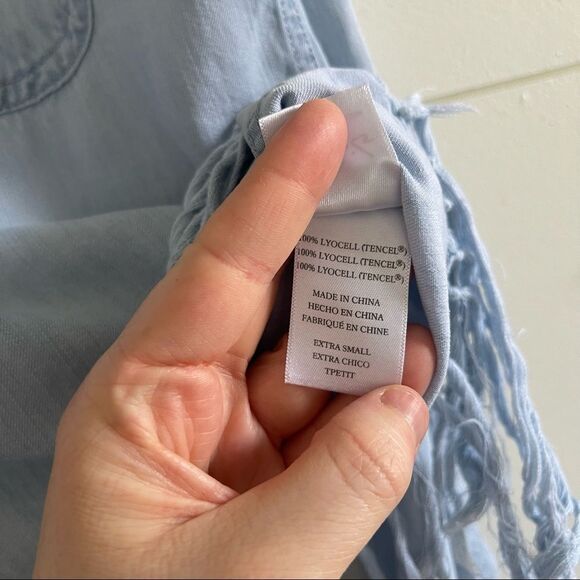 100% LYOCELL (TENCEL®)
100% LYOCELL (TENCEL®)
100% LYOCELL (TENCEL®)
MADE IN CHINA
HECHO EN CHINA
FABRIQUÉ EN CHINE
EXTRA SMALL
EXTRA CHICO
TPETIT